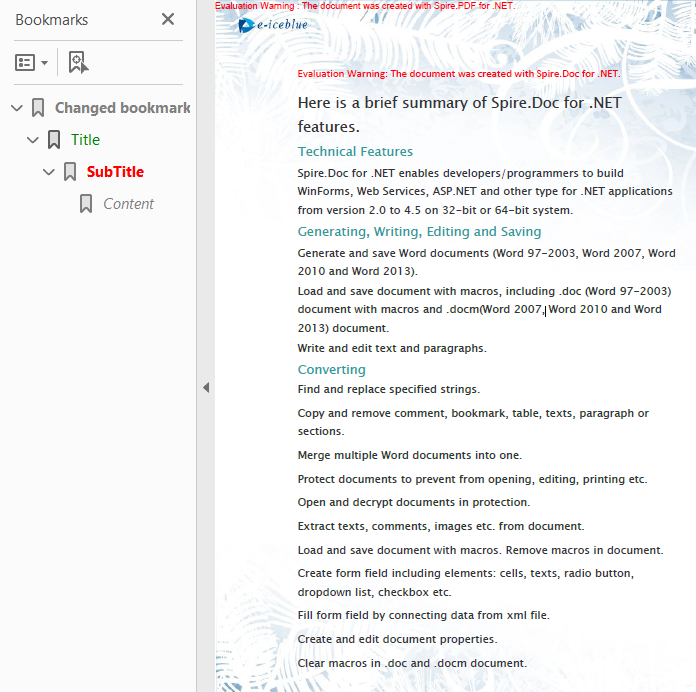 Bookmarks
Changed bookmark
Title
SubTitle
Content
Evaluation Warning : The document was created with Spire.PDF for .NET.
e-iceblue
Evaluation Warning: The document was created with Spire.Doc for .NET.
Here is a brief summary of Spire.Doc for .NET
features.
Technical Features
Spire.Doc for .NET enables developers/programmers to build
WinForms, Web Services, ASP.NET and other type for .NET applications
from version 2.0 to 4.5 on 32-bit or 64-bit system.
Generating, Writing, Editing and Saving
Generate and save Word documents (Word 97-2003, Word 2007, Word
2010 and Word 2013).
Load and save document with macros, including .doc (Word 97-2003)
document with macros and .docm(Word 2007, Word 2010 and Word
2013) document.
Write and edit text and paragraphs.
Converting
Find and replace specified strings.
Copy and remove comment, bookmark, table, texts, paragraph or
sections.
Merge multiple Word documents into one.
Protect documents to prevent from opening, editing, printing etc.
Open and decrypt documents in protection.
Extract texts, comments, images etc. from document.
Load and save document with macros. Remove macros in document.
Create form field including elements: cells, texts, radio button,
dropdown list, checkbox etc.
Fill form field by connecting data from xml file.
Create and edit document properties.
Clear macros in .doc and .docm document.